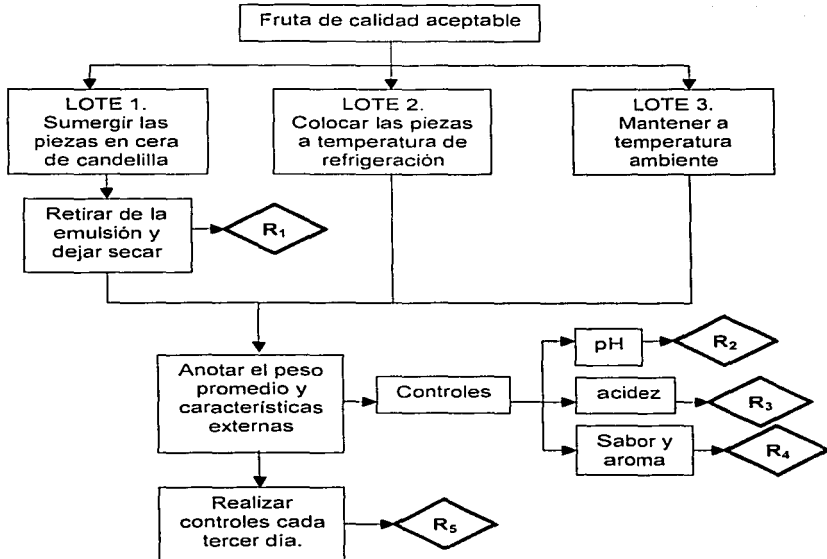 Fruta de calidad aceptable
LOTE 1.
Sumergir las
piezas en cera
de candelilla
LOTE 2.
Colocar las piezas
a temperatura de
refrigeración
LOTE 3.
Mantener a
temperatura
ambiente
Retirar de la
emulsión y
dejar secar
R₁
Anotar el peso
promedio y
características
externas
Controles
pH
R₂
acidez
R₃
Sabor y
aroma
R₄
Realizar
controles cada
tercer día.
R₅